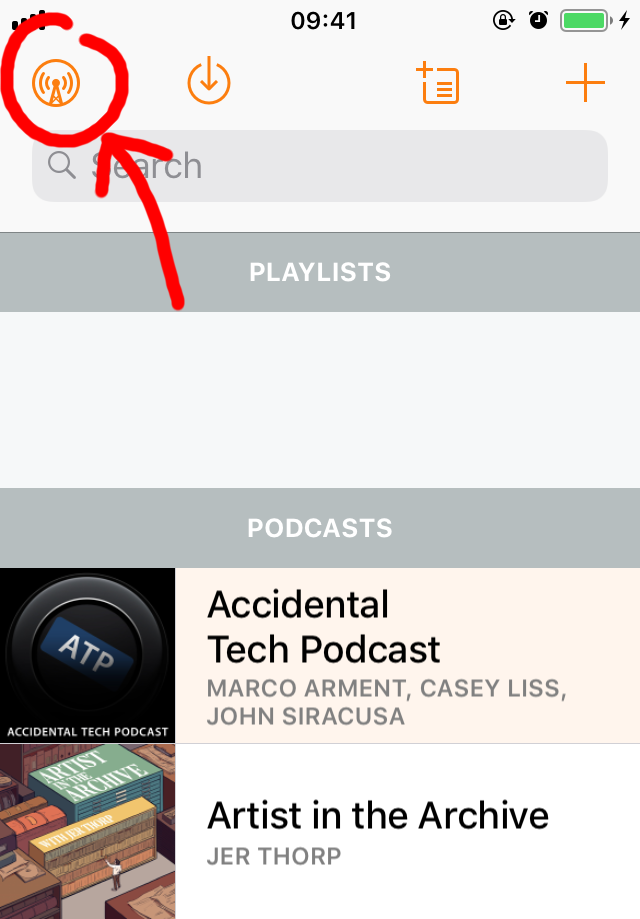 09:41
Search
PLAYLISTS
PODCASTS
ATP
ACCIDENTAL TECH PODCAST
Accidental
Tech Podcast
MARCO ARMENT, CASEY LISS,
JOHN SIRACUSA
ARTIST
IN THE
ARCHIVE
WITH JER THORP
Artist in the Archive
JER THORP